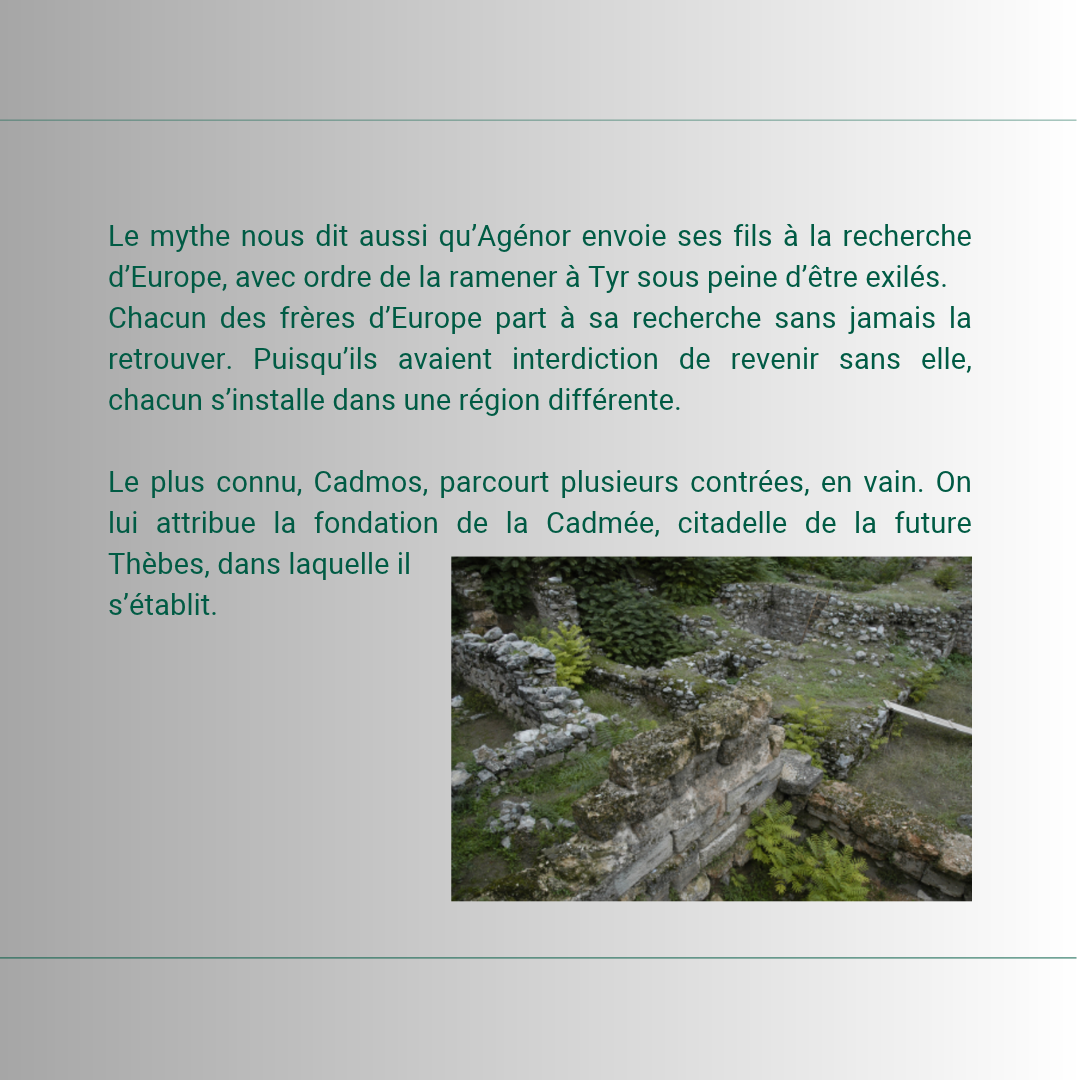 Le mythe nous dit aussi qu’Agénor envoie ses fils à la recherche
d’Europe, avec ordre de la ramener à Tyr sous peine d’être exilés.
Chacun des frères d’Europe part à sa recherche sans jamais la
retrouver. Puisqu’ils avaient interdiction de revenir sans elle,
chacun s’installe dans une région différente.
Le plus connu, Cadmos, parcourt plusieurs contrées, en vain. On
lui attribue la fondation de la Cadmée, citadelle de la future
Thèbes, dans laquelle il
s’établit.